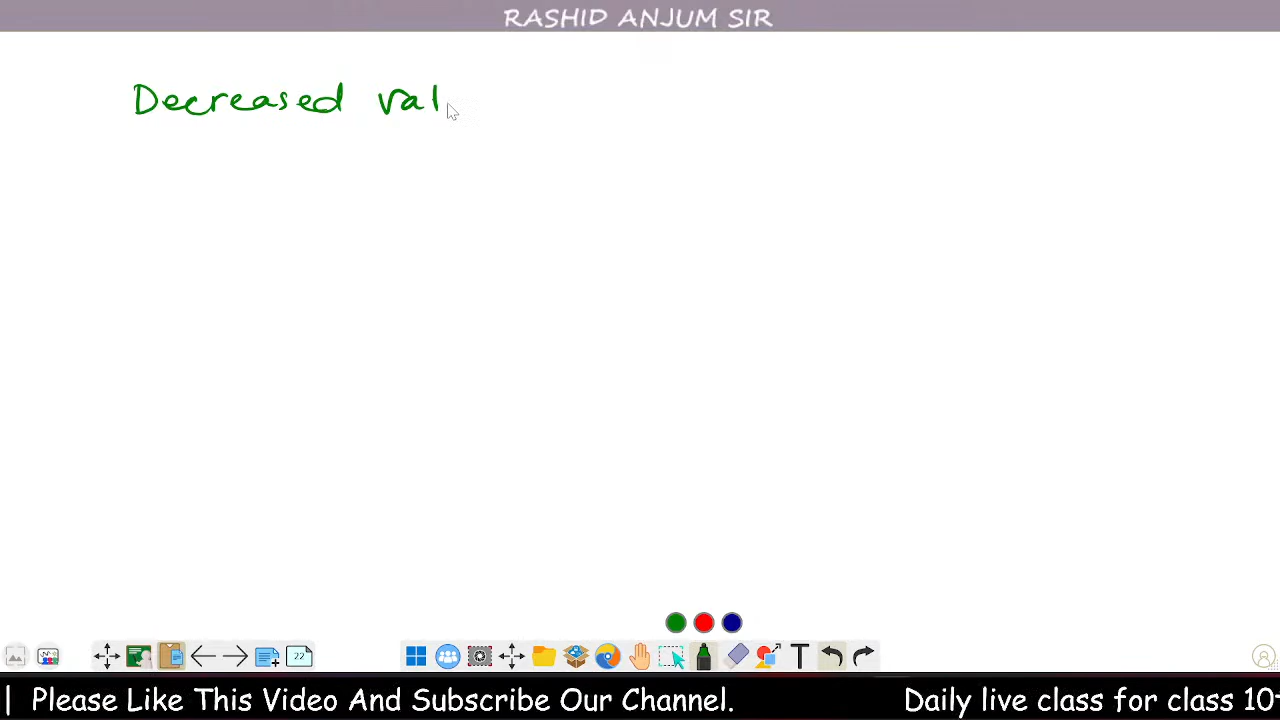 RASHID ANJUM SIR
Decreased val
22
| Please Like This Video And Subscribe Our Channel. Daily live class for class 10